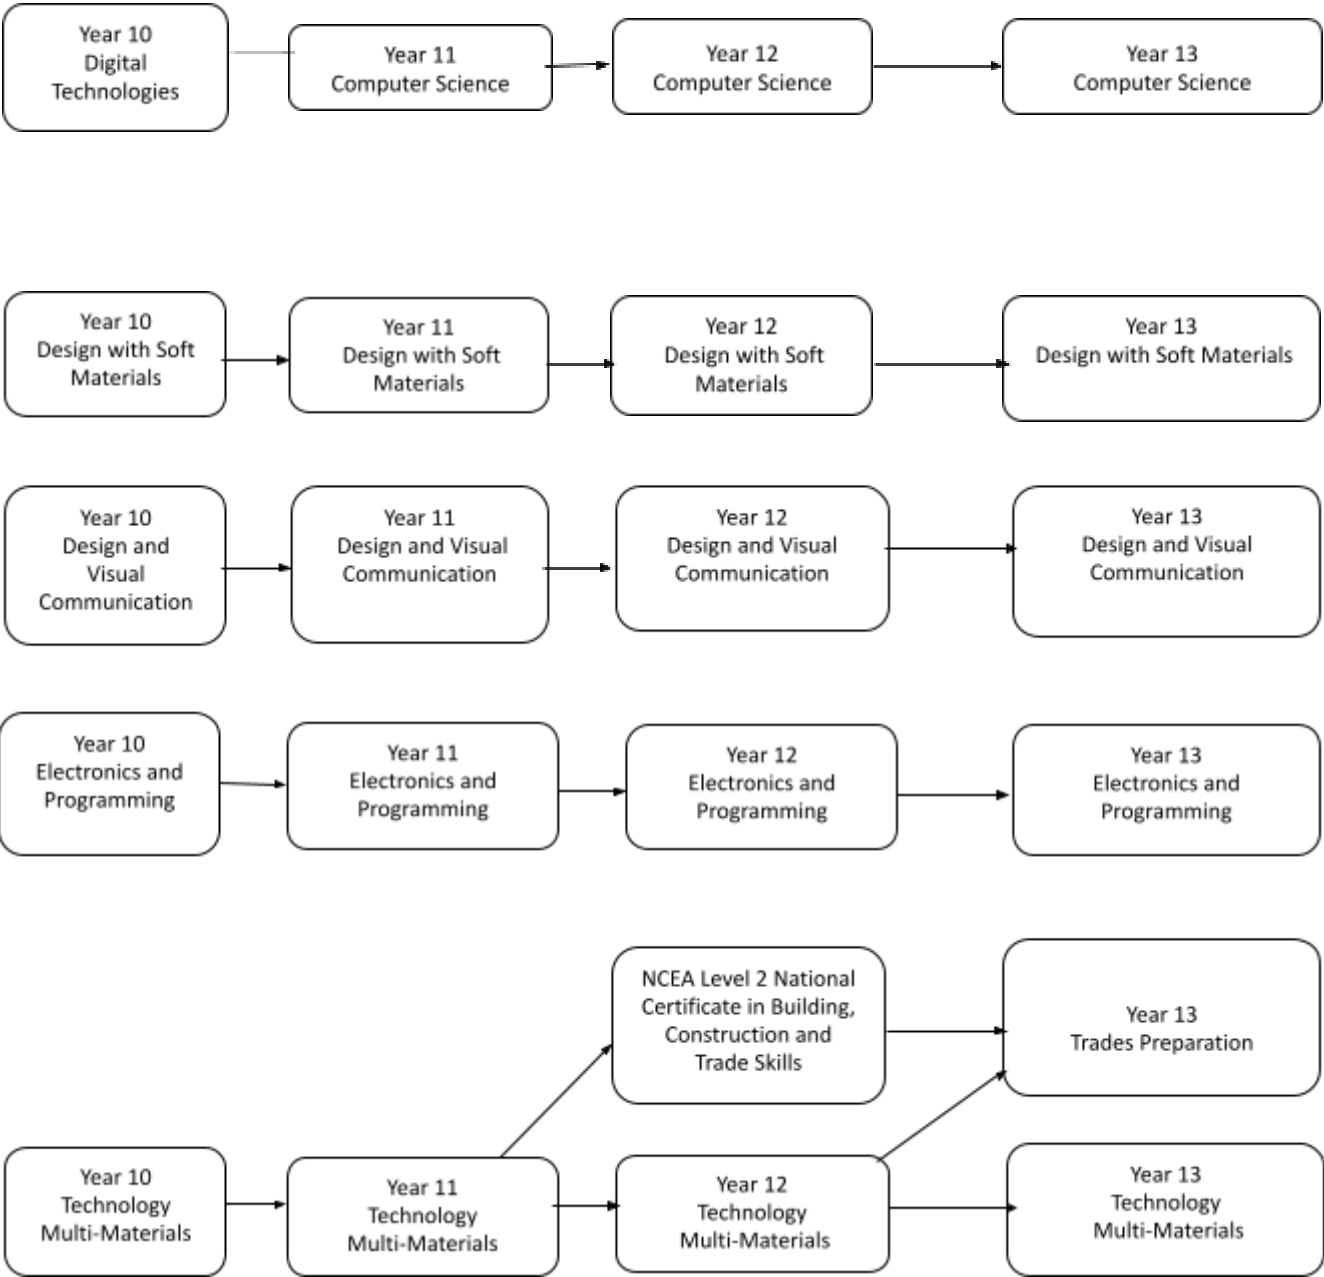 Year 10
Digital
Technologies
Year 11
Computer Science
Year 12
Computer Science
Year 13
Computer Science
Year 10
Design with Soft
Materials
Year 11
Design with Soft
Materials
Year 12
Design with Soft
Materials
Year 13
Design with Soft Materials
Year 10
Design and
Visual
Communication
Year 11
Design and Visual
Communication
Year 12
Design and Visual
Communication
Year 13
Design and Visual
Communication
Year 10
Electronics and
Programming
Year 11
Electronics and
Programming
Year 12
Electronics and
Programming
Year 13
Electronics and
Programming
NCEA Level 2 National
Certificate in Building,
Construction and
Trade Skills
Year 13
Trades Preparation
Year 10
Technology
Multi-Materials
Year 11
Technology
Multi-Materials
Year 12
Technology
Multi-Materials
Year 13
Technology
Multi-Materials